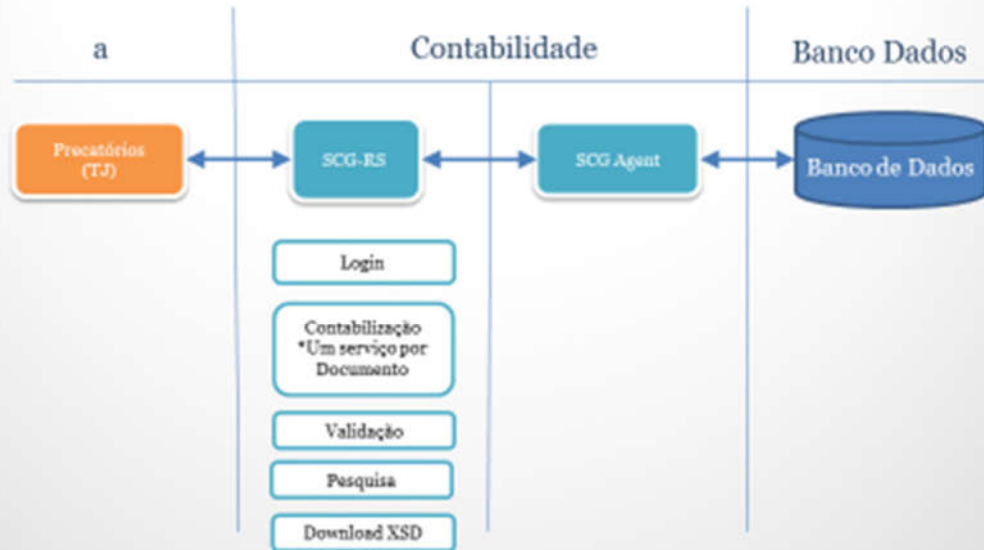 a
Contabilidade
Banco Dados
Precatórios
(TJ)
SCG-RS
SCG Agent
Banco de Dados
Login
Contabilização
*Um serviço por
Documento
Validação
Pesquisa
Download XSD